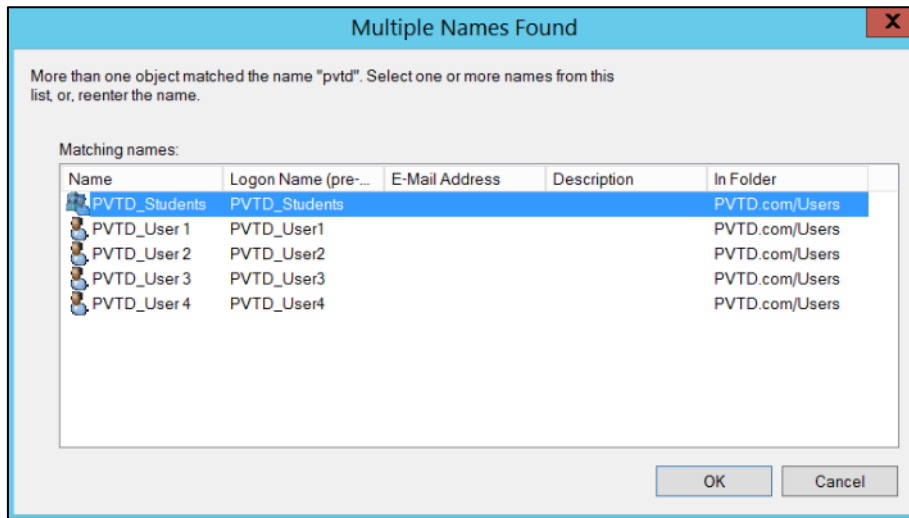 Multiple Names Found
X
More than one object matched the name "pvtd". Select one or more names from this
list, or, reenter the name.
Matching names:
Name Logon Name (pre-... E-Mail Address Description In Folder
PVTD_Students PVTD_Students PVTD.com/Users
PVTD_User 1 PVTD_User1 PVTD.com/Users
PVTD_User 2 PVTD_User2 PVTD.com/Users
PVTD_User 3 PVTD_User3 PVTD.com/Users
PVTD_User 4 PVTD_User4 PVTD.com/Users
OK Cancel